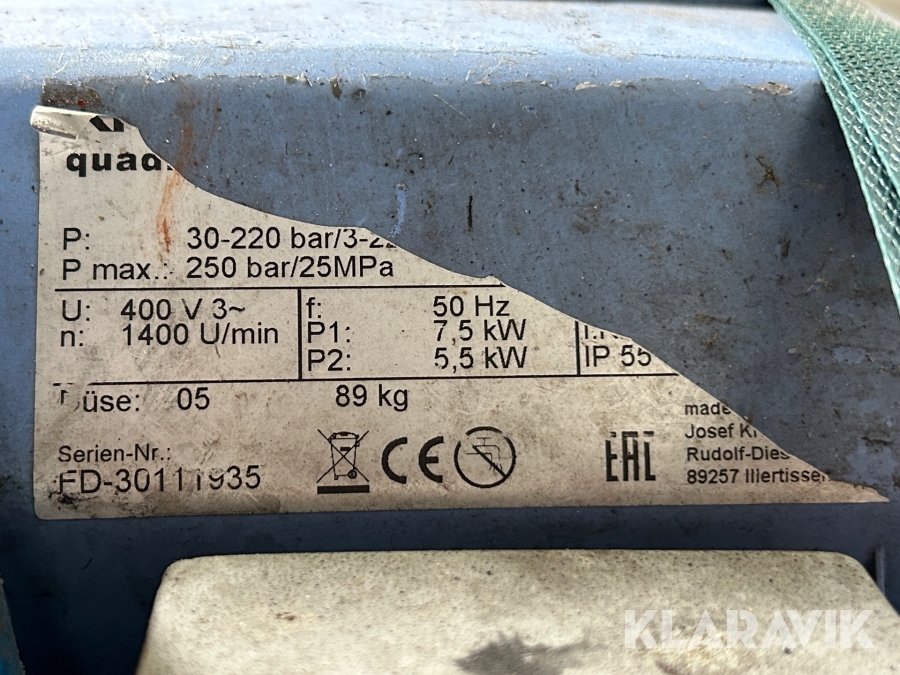 quad
P: 30-220 bar/3-2
P max.: 250 bar/25MPa
U: 400 V 3~
n: 1400 U/min
f: 50 Hz
P1: 7,5 kW
P2: 5,5 kW
IP 55
üse: 05 89 kg
Serien-Nr.:
FD-30111935
CE
EAC
made
Josef K
Rudolf-Dies
89257 Illertisse
KLARAVIK